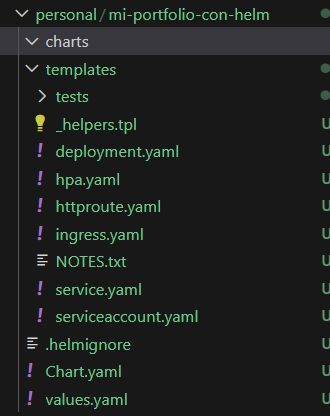 personal / mi-portfolio-con-helm
charts
templates
tests
_helpers.tpl
! deployment.yaml
! hpa.yaml
! httproute.yaml
! ingress.yaml
NOTES.txt
! service.yaml
! serviceaccount.yaml
.helmignore
! Chart.yaml
! values.yaml